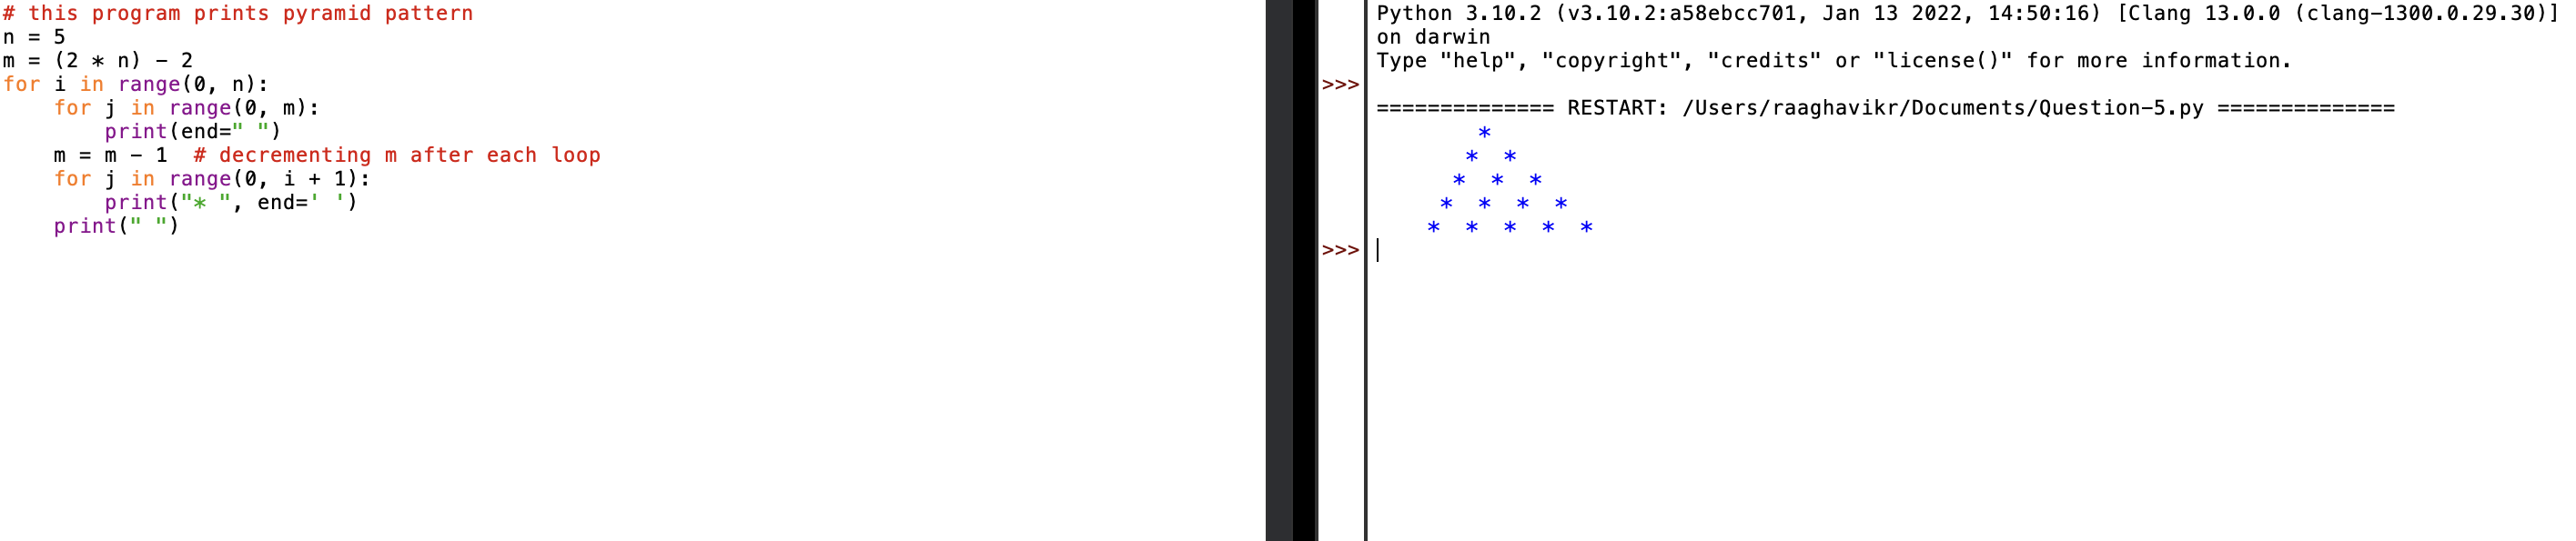 # this program prints pyramid pattern
n = 5
m = (2 * n) - 2
for i in range(0, n):
    for j in range(0, m):
        print(end=" ")
    m = m - 1  # decrementing m after each loop
    for j in range(0, i + 1):
        print("* ", end=' ')
    print(" ")
Python 3.10.2 (v3.10.2:a58ebcc701, Jan 13 2022, 14:50:16) [Clang 13.0.0 (clang-1300.0.29.30)]
on darwin
Type "help", "copyright", "credits" or "license()" for more information.
>>>
============== RESTART: /Users/raaghavikr/Documents/Question-5.py ==============
        *
       *  *
      *  *  *
     *  *  *  *
    *  *  *  *  *
>>>